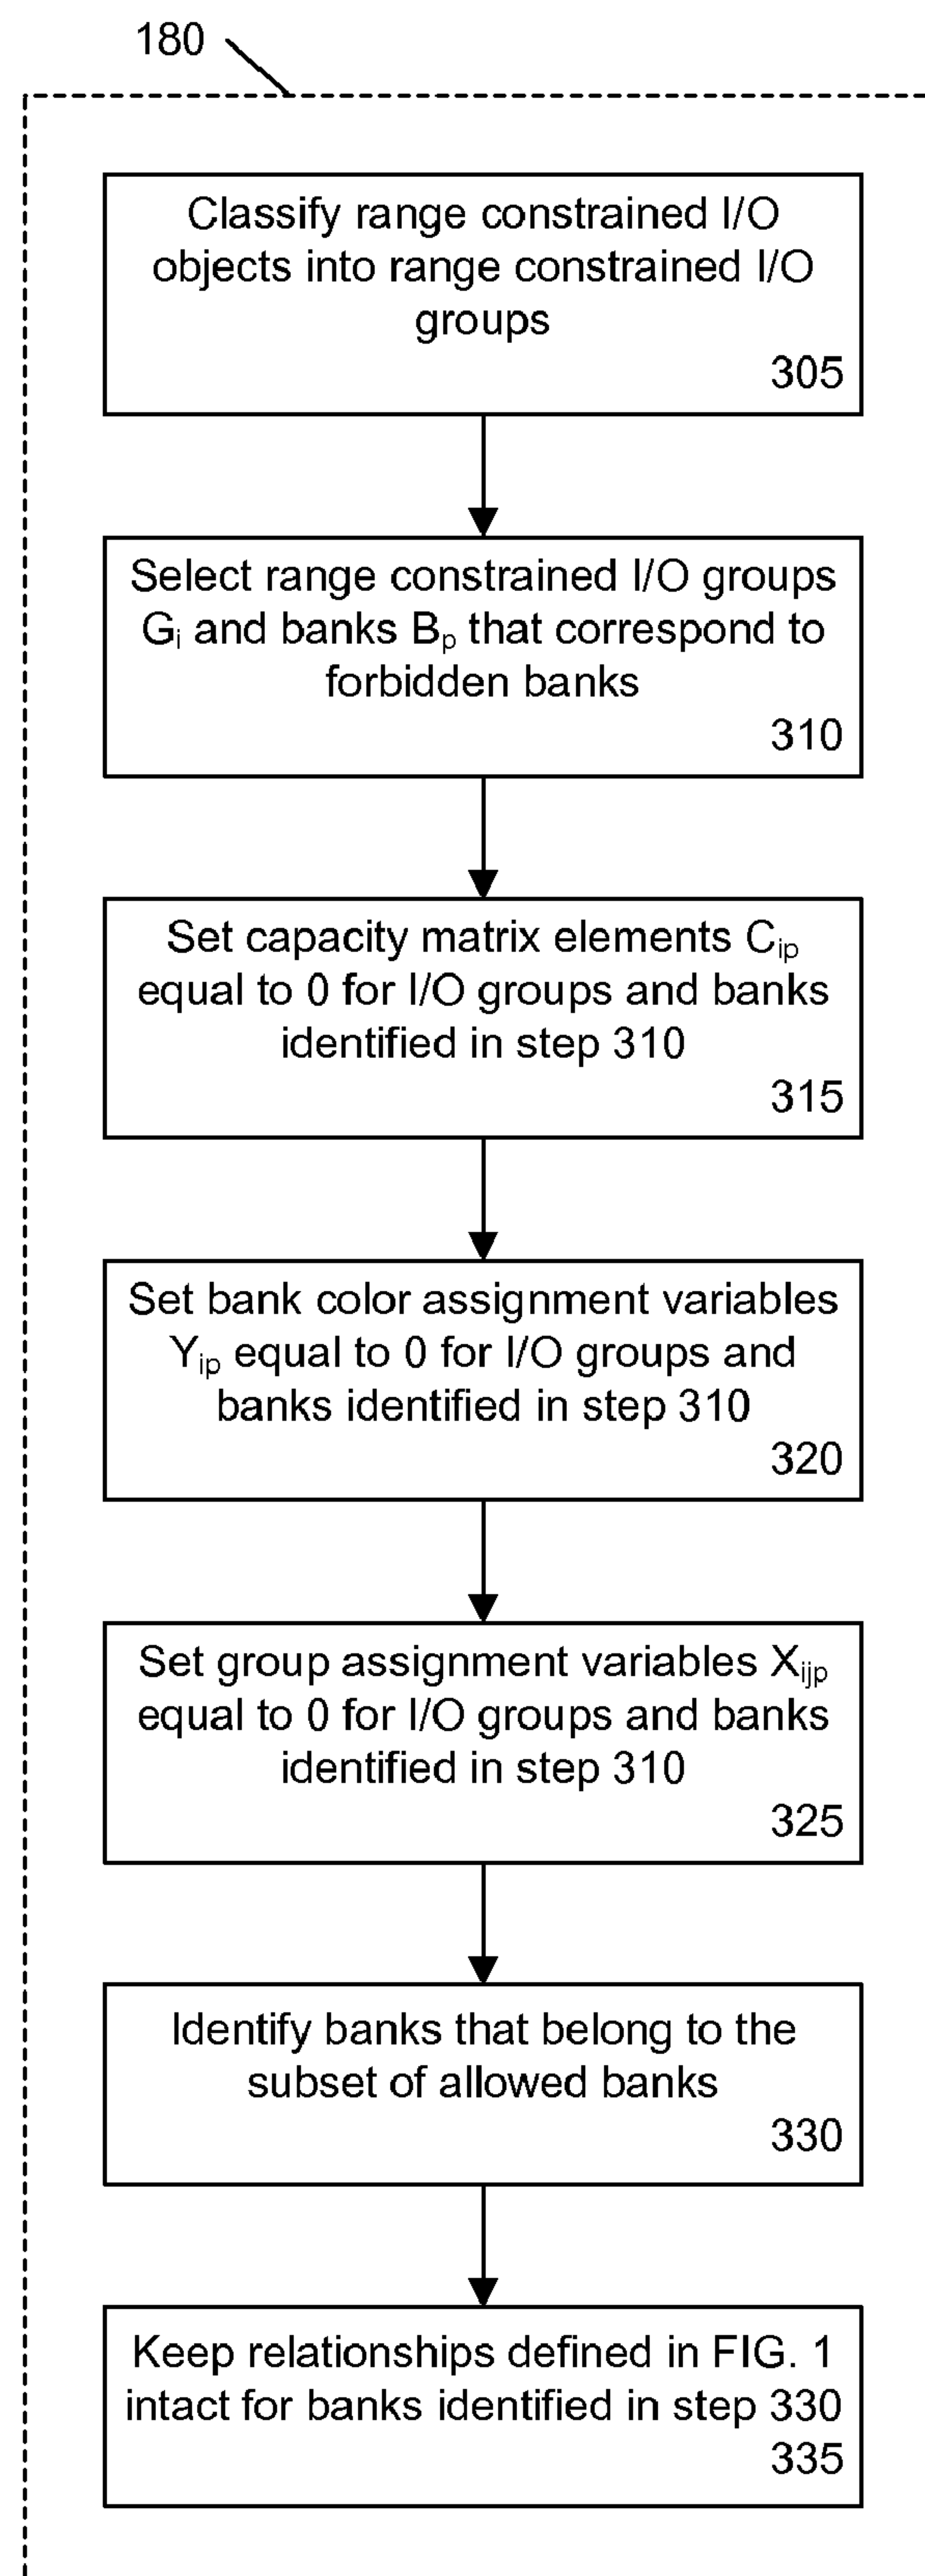 180
Classify range constrained I/O
objects into range constrained I/O
groups
305
Select range constrained I/O groups
Gi and banks Bp that correspond to
forbidden banks
310
Set capacity matrix elements Cip
equal to 0 for I/O groups and banks
identified in step 310
315
Set bank color assignment variables
Yip equal to 0 for I/O groups and
banks identified in step 310
320
Set group assignment variables Xijp
equal to 0 for I/O groups and banks
identified in step 310
325
Identify banks that belong to the
subset of allowed banks
330
Keep relationships defined in FIG. 1
intact for banks identified in step 330
335